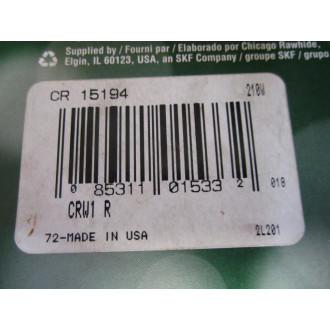 Supplied by / Fourni par / Elaborado por Chicago Rawhide,
Elgin, IL 60123, USA, an SKF Company / groupe SKF / grupo
CR 15194 210W
0 85311 01533 2 018
CRW1 R
72-MADE IN USA 2L201